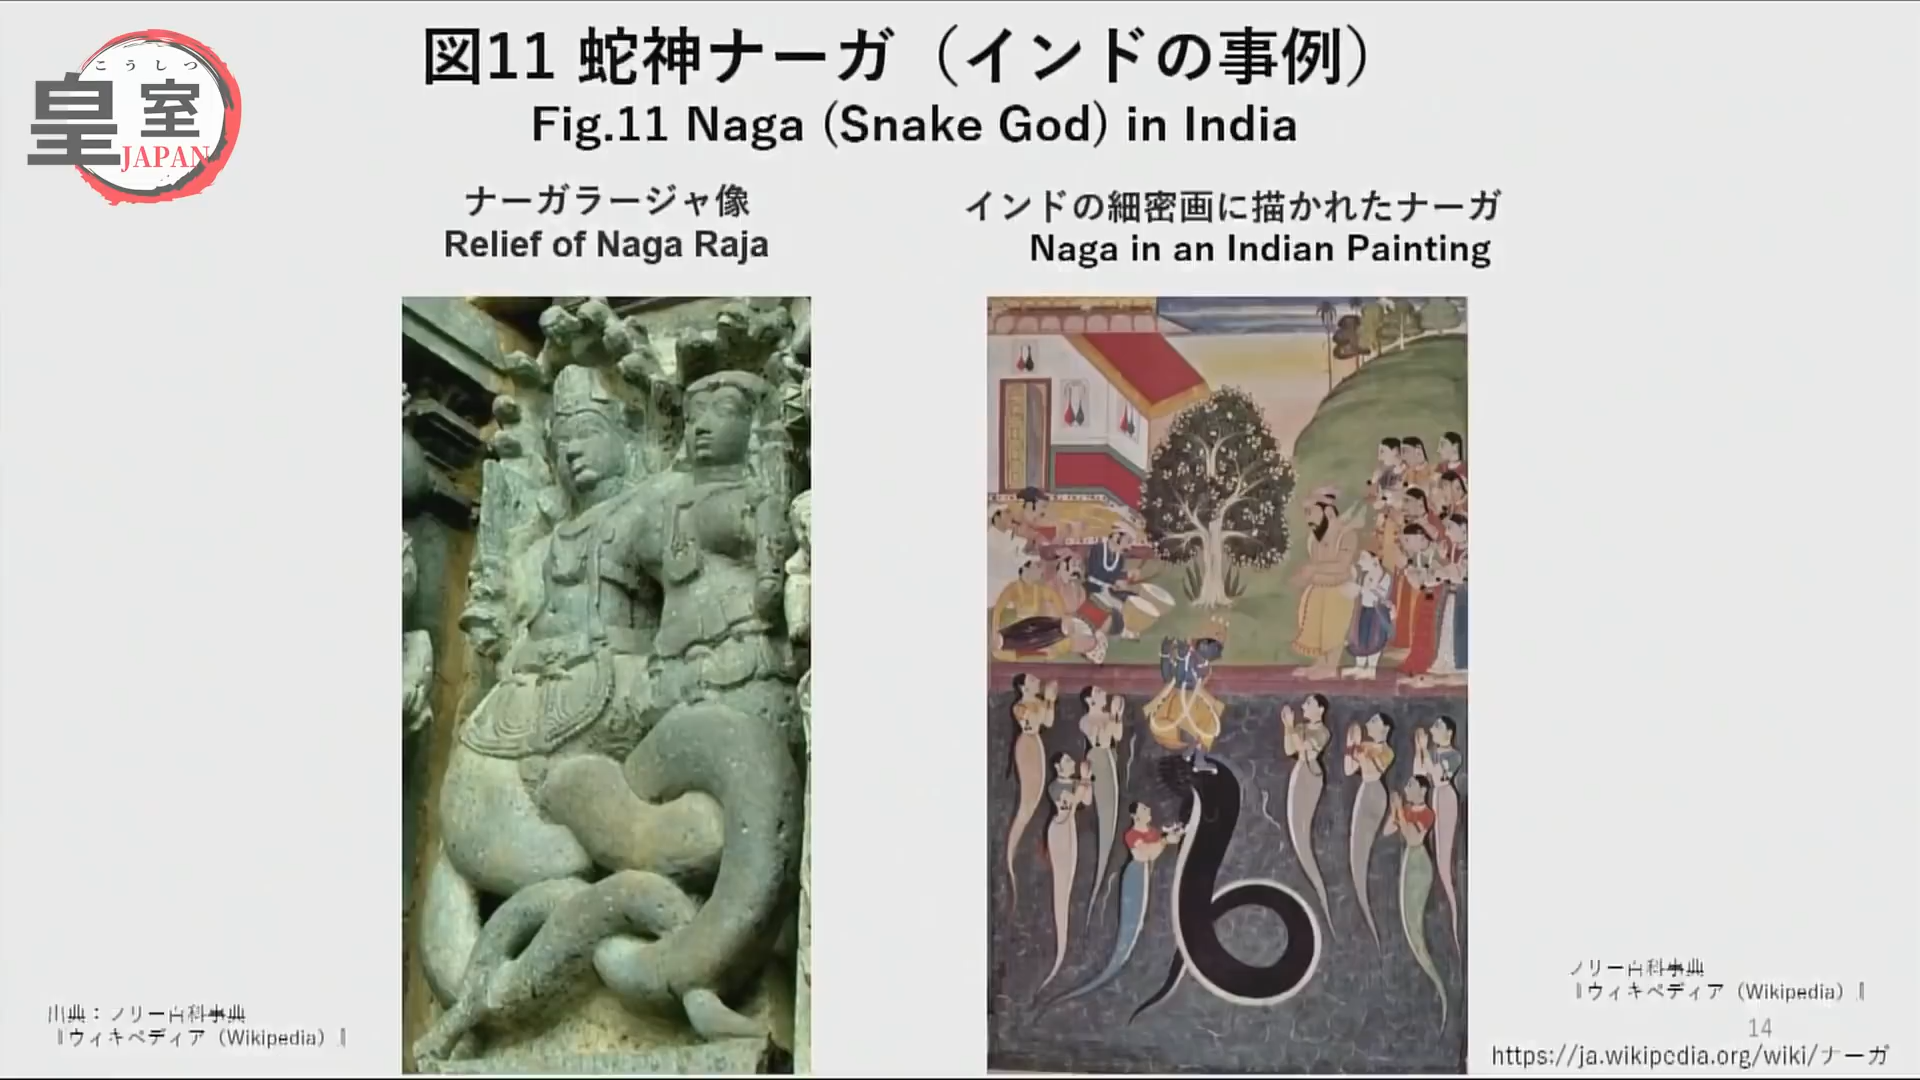 こうしつ
皇室
JAPAN
図11 蛇神ナーガ（インドの事例）
Fig.11 Naga (Snake God) in India
ナーガラージャ像
Relief of Naga Raja
インドの細密画に描かれたナーガ
Naga in an Indian Painting
出典：フリー百科事典
『ウィキペディア（Wikipedia）』
フリー百科事典
『ウィキペディア（Wikipedia）』
14
https://ja.wikipedia.org/wiki/ナーガ